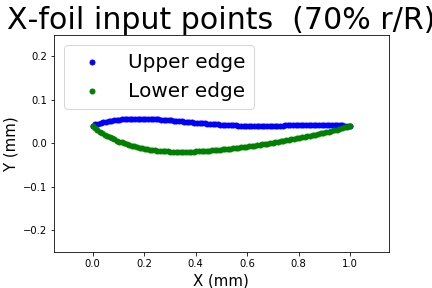 X-foil input points (70% r/R)
Upper edge
Lower edge
0.2
0.1
0.0
−0.1
−0.2
Y (mm)
0.0 0.2 0.4 0.6 0.8 1.0
X (mm)